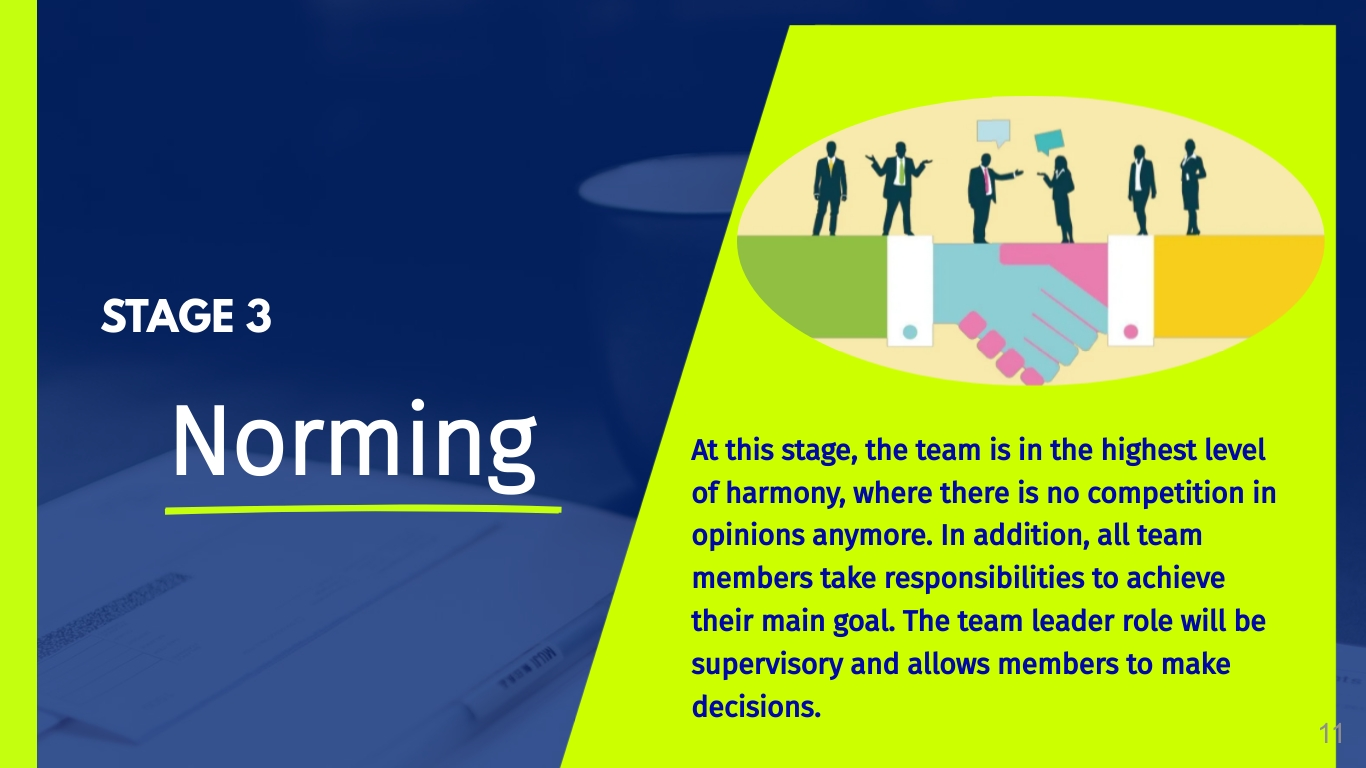 STAGE 3
Norming
At this stage, the team is in the highest level
of harmony, where there is no competition in
opinions anymore. In addition, all team
members take responsibilities to achieve
their main goal. The team leader role will be
supervisory and allows members to make
decisions.
11